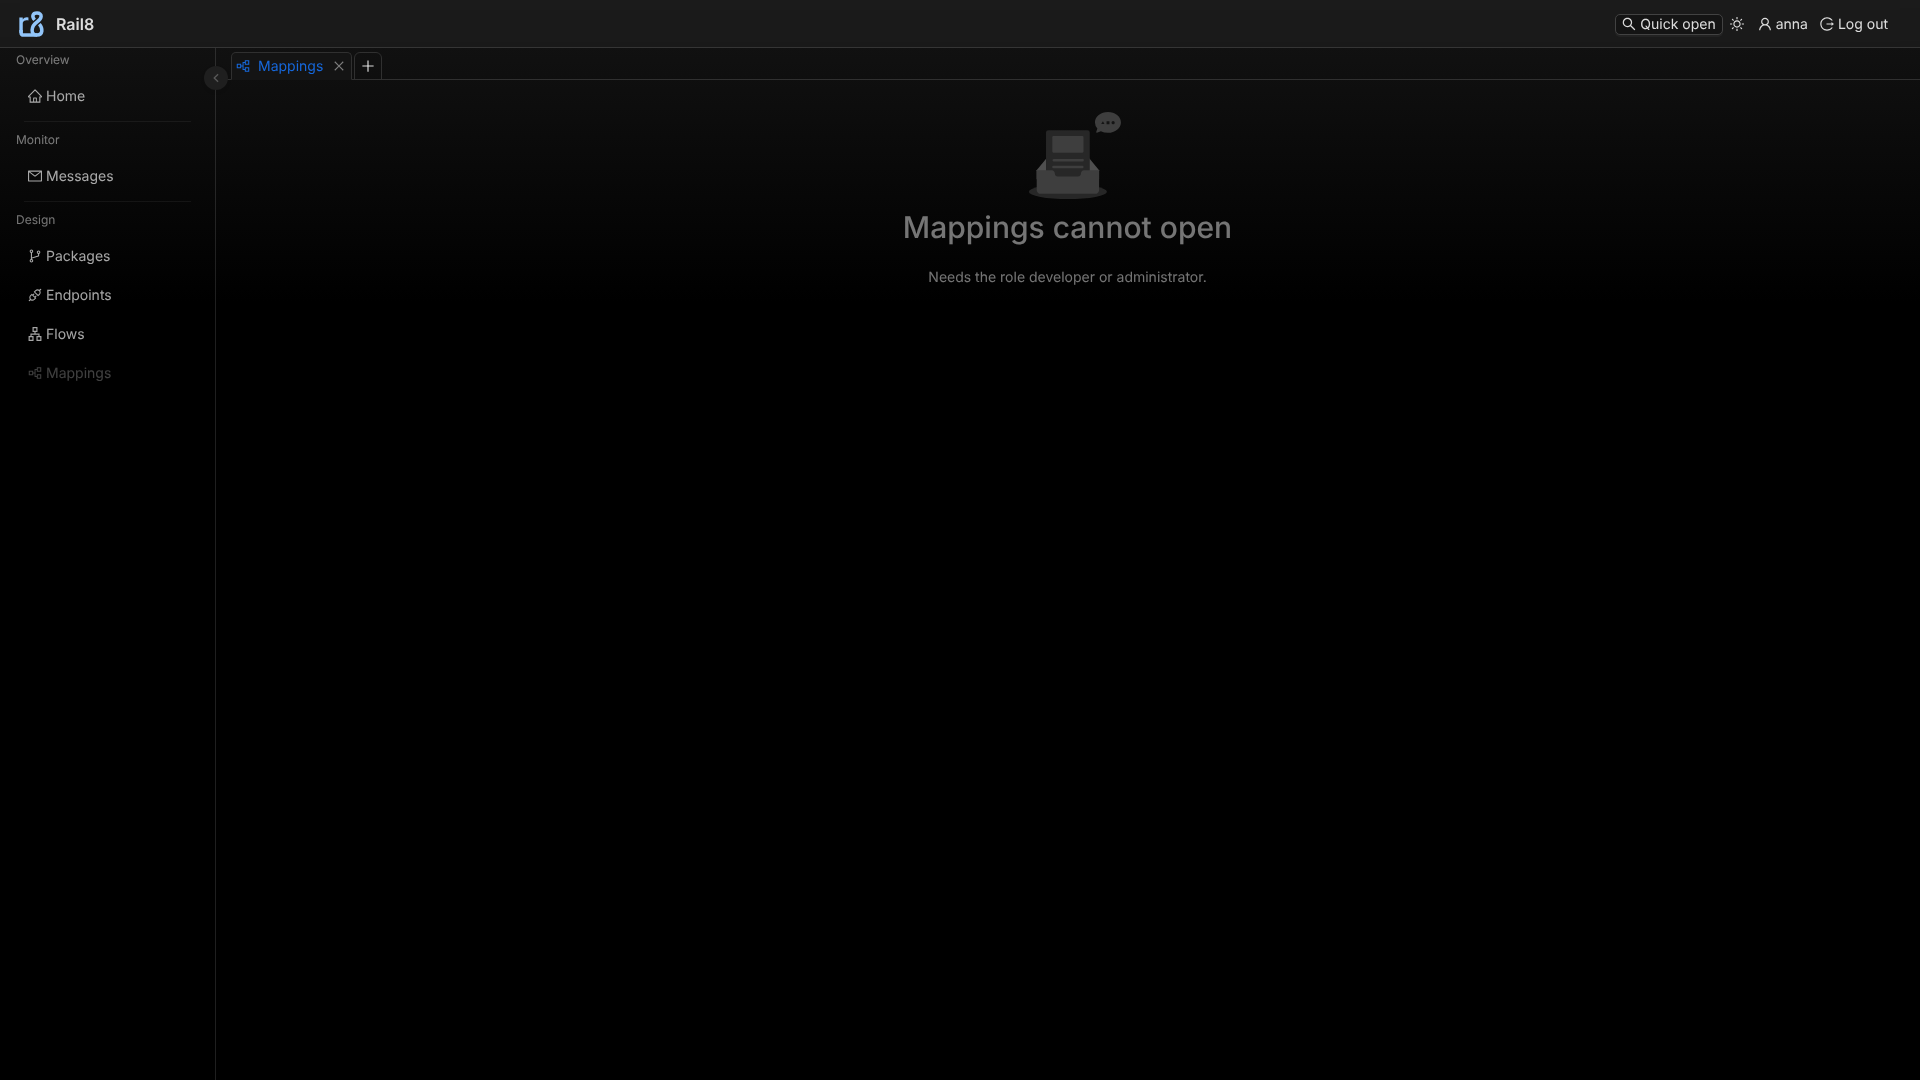 Rail8
Quick open
anna
Log out
Overview
Home
Monitor
Messages
Design
Packages
Endpoints
Flows
Mappings
Mappings
Mappings cannot open
Needs the role developer or administrator.